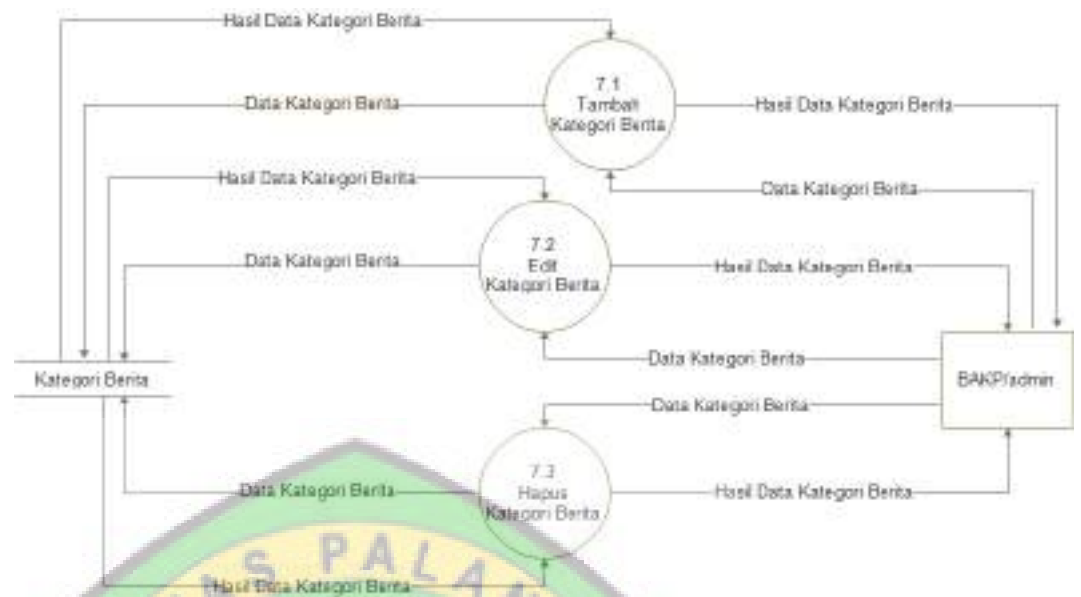 Hasil Data Kategori Berita
7.1
Tambah
Kategori Berita
Data Kategori Berita
Hasil Data Kategori Berita
Hasil Data Kategori Berita
Data Kategori Berita
7.2
Edit
Kategori Berita
Data Kategori Berita
Hasil Data Kategori Berita
Data Kategori Berita
Kategori Berita
BAKP/admin
Data Kategori Berita
7.3
Hapus
Kategori Berita
Data Kategori Berita
Hasil Data Kategori Berita
Hasil Data Kategori Berita